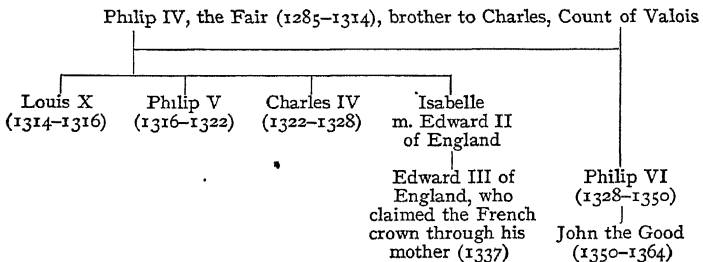 Philip IV, the Fair (1285–1314), brother to Charles, Count of Valois
Louis X
(1314–1316)
Philip V
(1316–1322)
Charles IV
(1322–1328)
Isabelle
m. Edward II
of England
Edward III of
England, who
claimed the French
crown through his
mother (1337)
Philip VI
(1328–1350)
John the Good
(1350–1364)